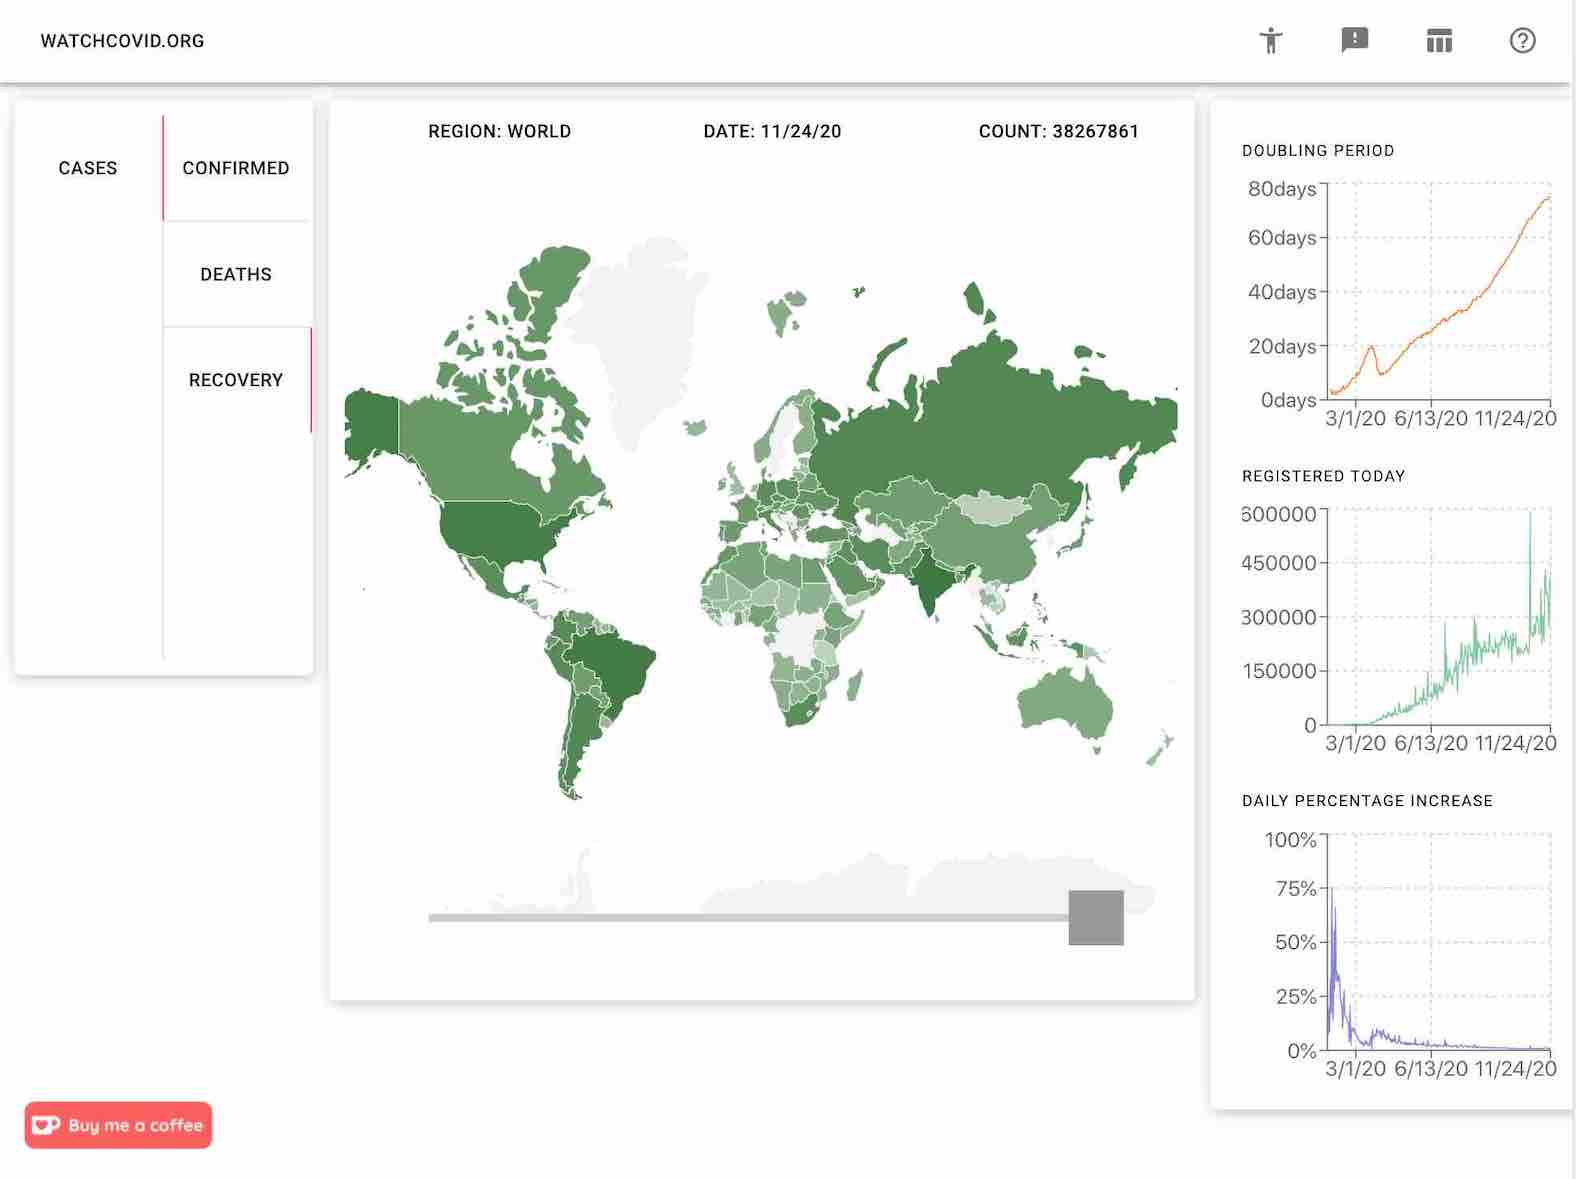 WATCHCOVID.ORG
CASES
CONFIRMED
DEATHS
RECOVERY
REGION: WORLD
DATE: 11/24/20
COUNT: 38267861
DOUBLING PERIOD
80days
60days
40days
20days
0days
3/1/20 6/13/20 11/24/20
REGISTERED TODAY
600000
450000
300000
150000
0
3/1/20 6/13/20 11/24/20
DAILY PERCENTAGE INCREASE
100%
75%
50%
25%
0%
3/1/20 6/13/20 11/24/20
Buy me a coffee